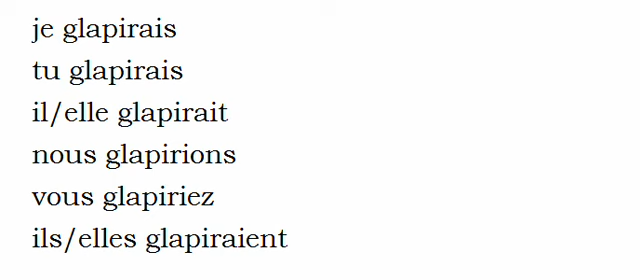 je glapirais
tu glapirais
il/elle glapirait
nous glapirions
vous glapiriez
ils/elles glapiraient